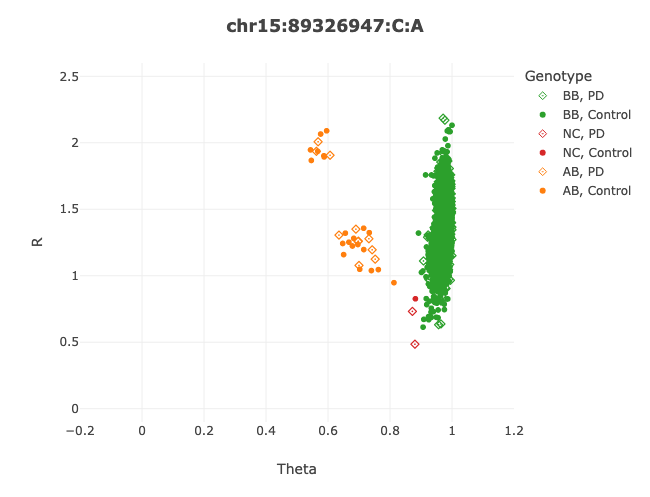 chr15:89326947:C:A
Genotype
BB, PD
BB, Control
NC, PD
NC, Control
AB, PD
AB, Control
2.5
2
1.5
1
0.5
0
R
−0.2
0
0.2
0.4
0.6
0.8
1
1.2
Theta